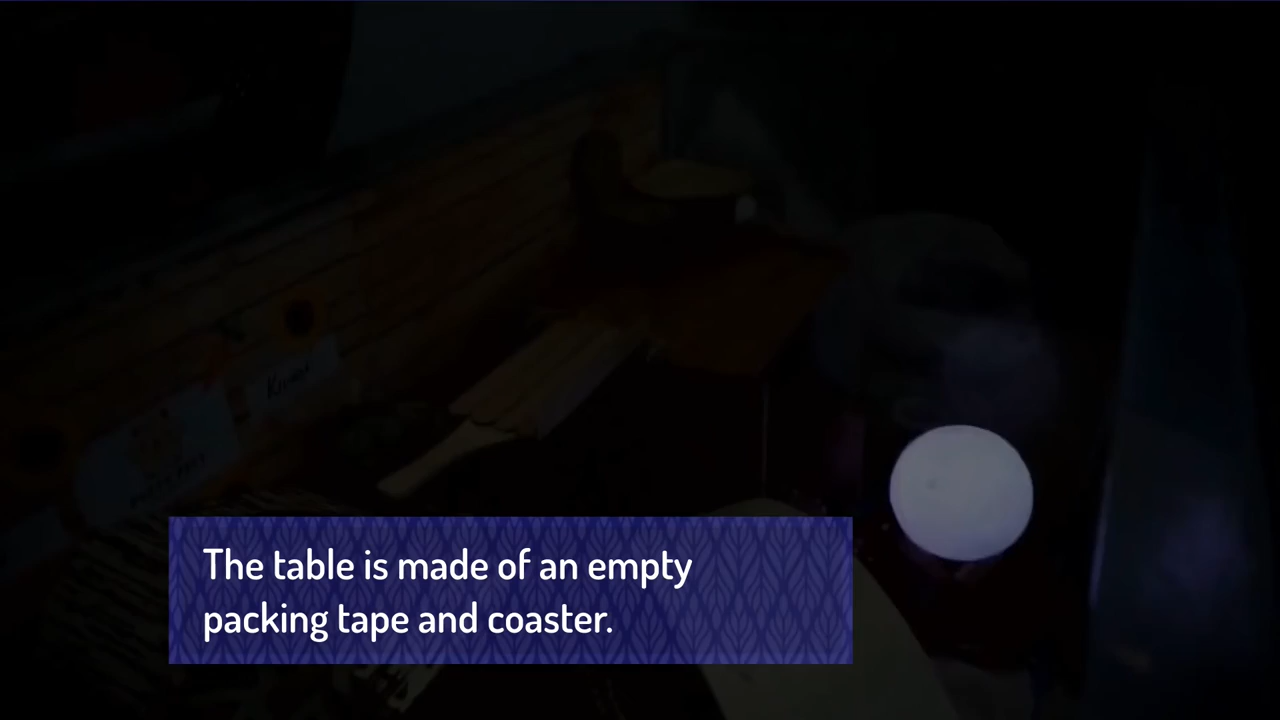 The table is made of an empty
packing tape and coaster.